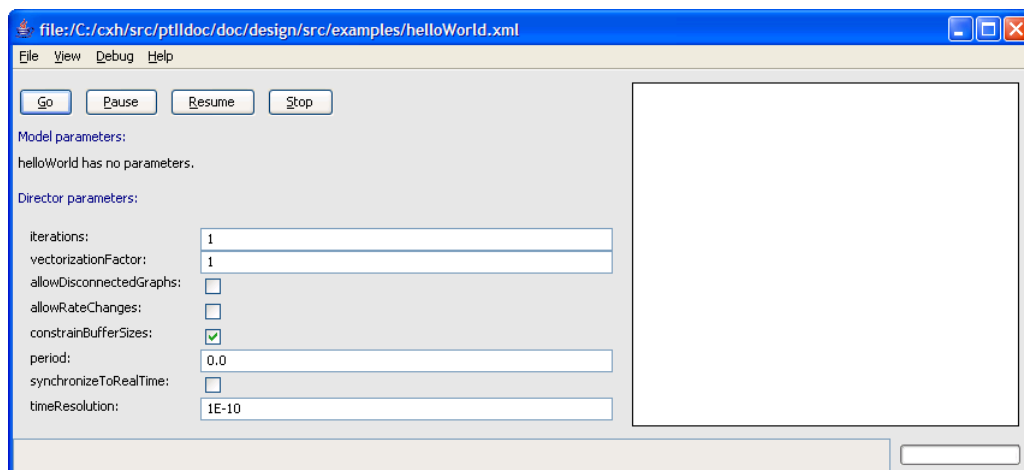 file:/C:/cxh/src/ptIIdoc/doc/design/src/examples/helloWorld.xml
File View Debug Help
Go Pause Resume Stop
Model parameters:
helloWorld has no parameters.
Director parameters:
iterations: 1
vectorizationFactor: 1
allowDisconnectedGraphs:
allowRateChanges:
constrainBufferSizes:
period: 0.0
synchronizeToRealTime:
timeResolution: 1E-10